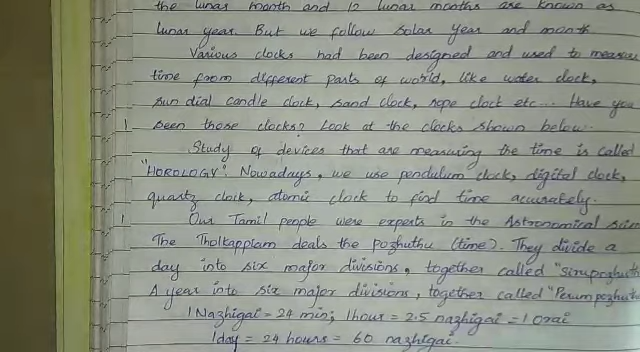 the lunar month and 12 lunar months are known as
lunar year. But we follow solar year and month
Various clocks had been designed and used to measure
time from different parts of world, like water clock,
sun dial candle clock, sand clock, rope clock etc... Have you
seen those clocks? Look at the clocks shown below.
Study of devices that are measuring the time is called
"HOROLOGY". Nowadays, we use pendulum clock, digital clock,
quartz clock, atomic clock to find time accurately.
Our Tamil people were experts in the Astronomical
The Tholkappiam deals the pozhuthu (time). They divide a
day into six major divisions, together called "Sirupozhuth
A year into six major divisions, together called "Perumpozhuth
1 Nazhigai = 24 min; 1 hour = 2.5 nazhigai = 1 Orai
1 day = 24 hours = 60 nazhigai.